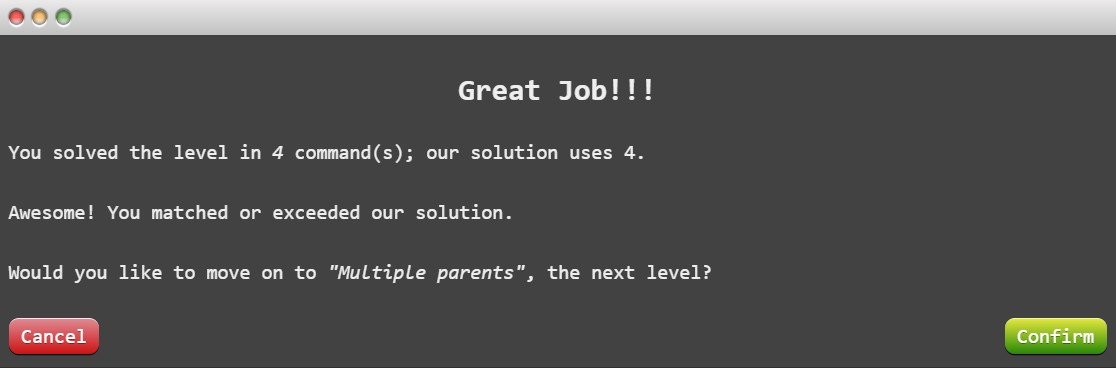 Great Job!!!
You solved the level in 4 command(s); our solution uses 4.
Awesome! You matched or exceeded our solution.
Would you like to move on to "Multiple parents", the next level?
Cancel
Confirm